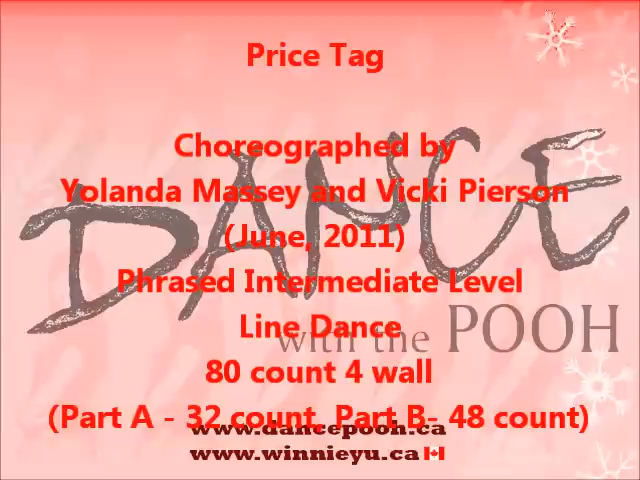 Price Tag
Choreographed by
Yolanda Massey and Vicki Pierson
(June, 2011)
Phrased Intermediate Level
Line Dance
80 count 4 wall
(Part A - 32 count, Part B- 48 count)
DANCE
with the POOH
www.dancepooh.ca
www.winnieyu.ca